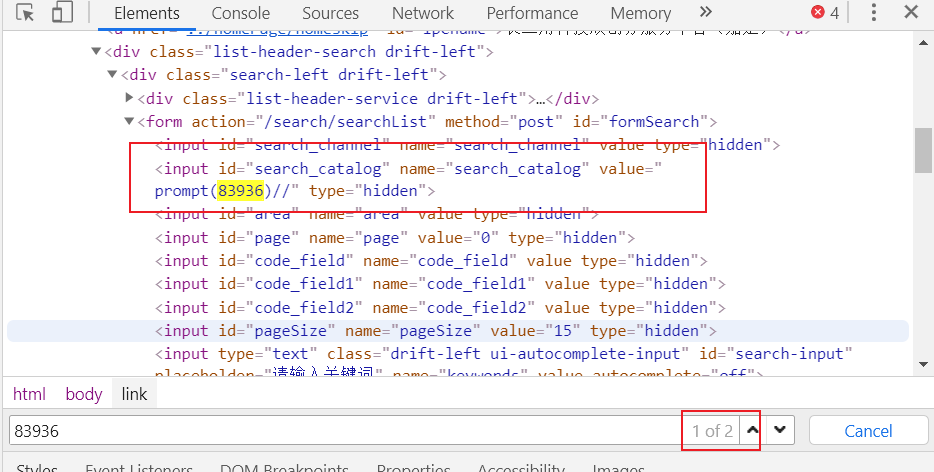 Elements Console Sources Network Performance Memory 4
<div class="list-header-search drift-left">
<div class="search-left drift-left">
<div class="list-header-service drift-left">…</div>
<form action="/search/searchList" method="post" id="formSearch">
<input id="search_channel" name="search_channel" value type="hidden">
<input id="search_catalog" name="search_catalog" value="
prompt(83936)//" type="hidden">
<input id="area" name="area" value type="hidden">
<input id="page" name="page" value="0" type="hidden">
<input id="code_field" name="code_field" value type="hidden">
<input id="code_field1" name="code_field1" value type="hidden">
<input id="code_field2" name="code_field2" value type="hidden">
<input id="pageSize" name="pageSize" value="15" type="hidden">
<input type="text" class="drift-left ui-autocomplete-input" id="search-input"
placeholder="请输入关键词" name="keywords" value autocomplete="off">
html body link
83936 1 of 2 Cancel
Styles Event Listeners DOM Breakpoints Properties Accessibility Images